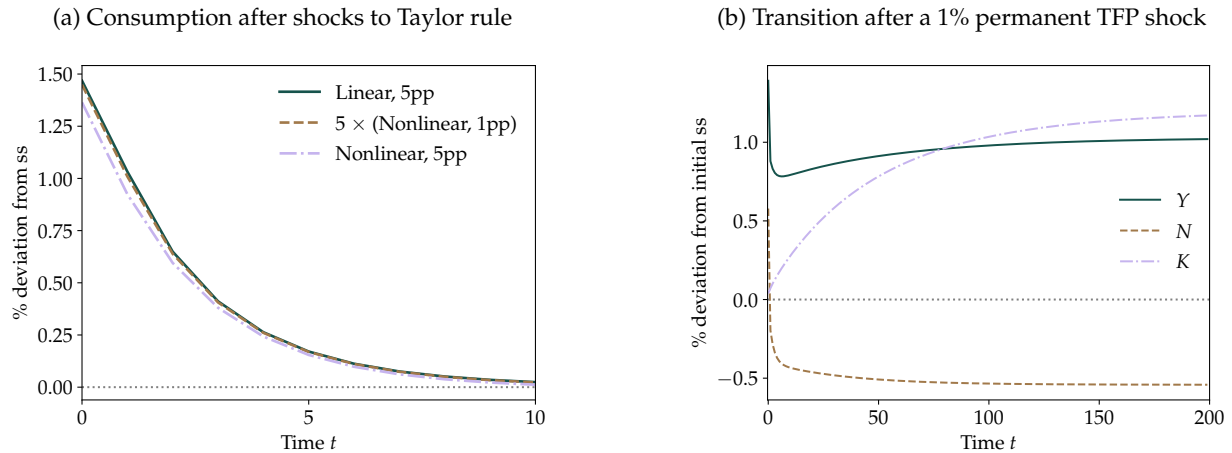 (a) Consumption after shocks to Taylor rule
1.50
1.25
1.00
0.75
0.50
0.25
0.00
% deviation from ss
Linear, 5pp
5 × (Nonlinear, 1pp)
Nonlinear, 5pp
0
5
10
Time t
(b) Transition after a 1% permanent TFP shock
1.0
0.5
0.0
−0.5
% deviation from initial ss
Y
N
K
0
50
100
150
200
Time t